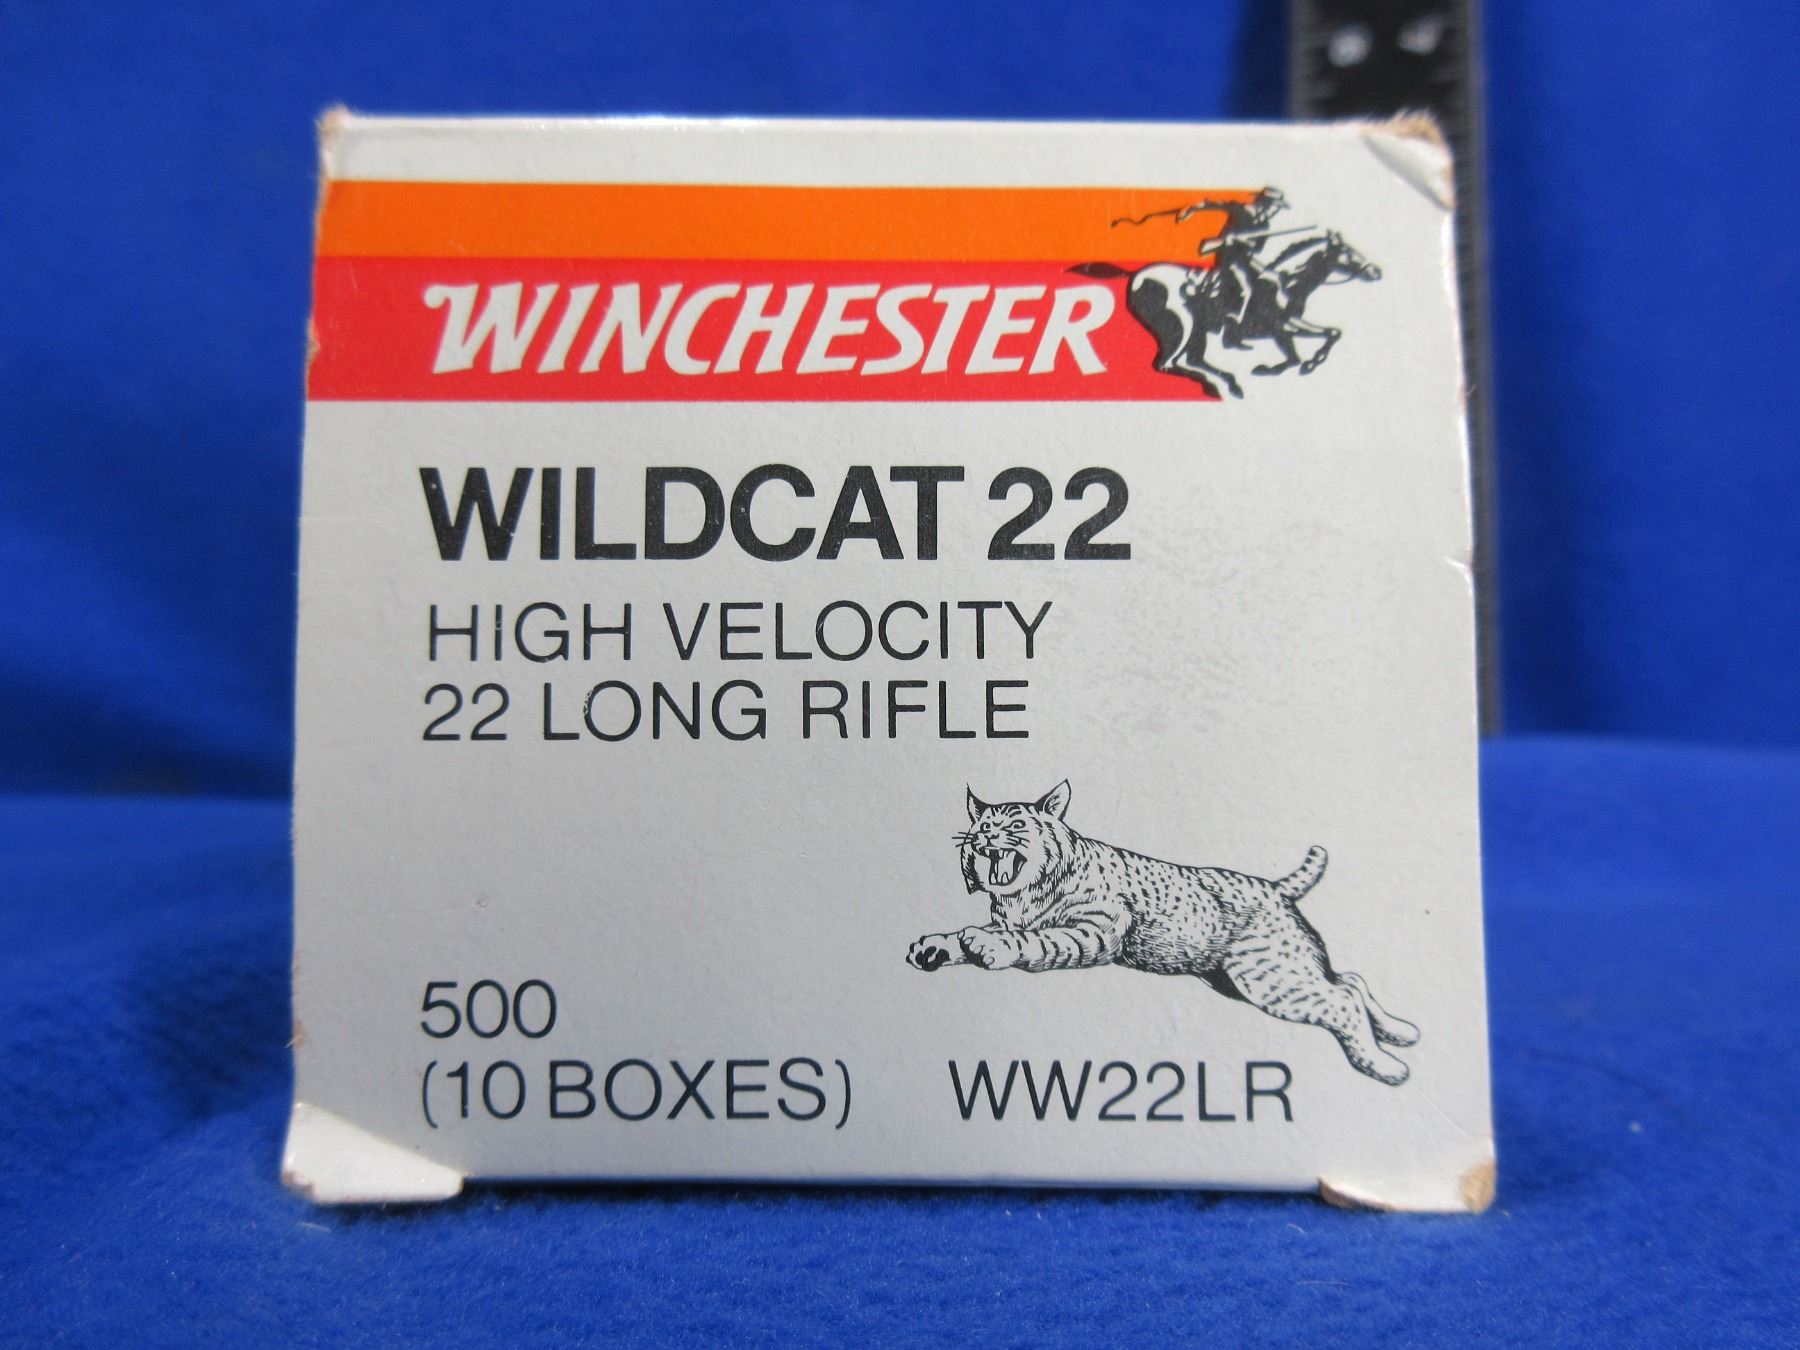 WINCHESTER
WILDCAT 22
HIGH VELOCITY
22 LONG RIFLE
500
(10 BOXES) WW22LR